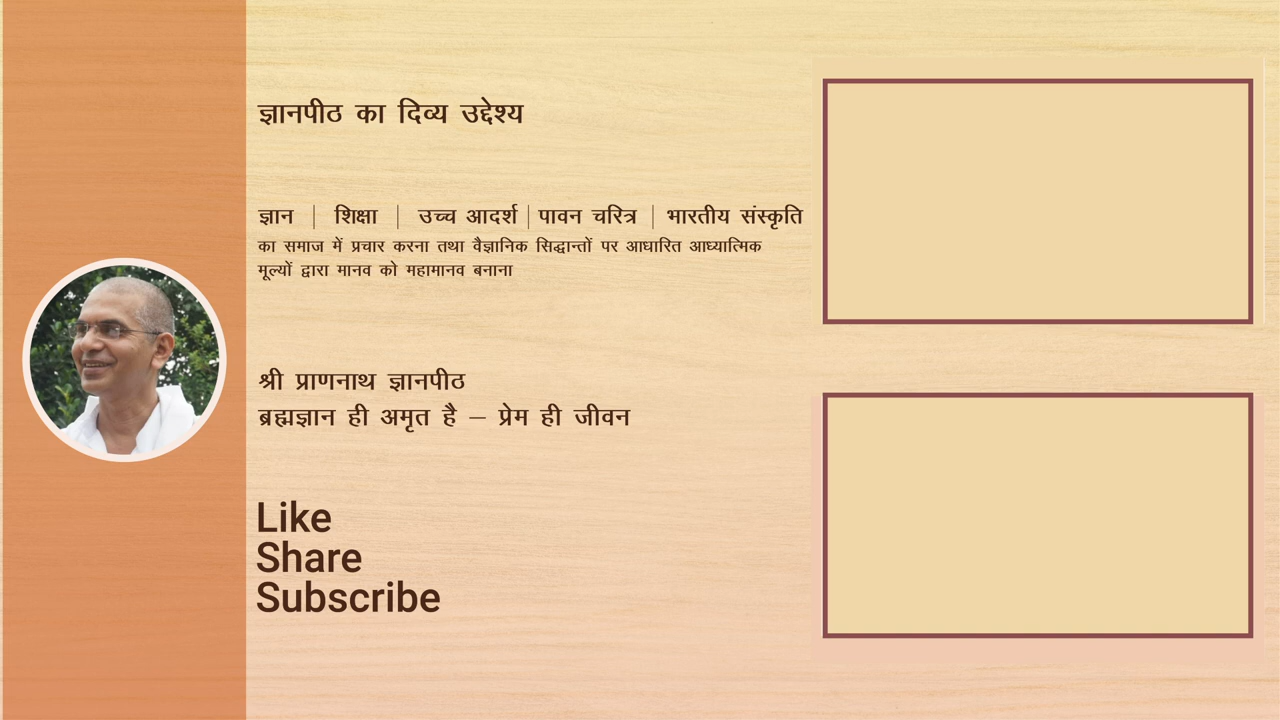 ज्ञानपीठ का दिव्य उद्देश्य
ज्ञान | शिक्षा | उच्च आदर्श | पावन चरित्र | भारतीय संस्कृति
का समाज में प्रचार करना तथा वैज्ञानिक सिद्धान्तों पर आधारित आध्यात्मिक
मूल्यों द्वारा मानव को महामानव बनाना
श्री प्राणनाथ ज्ञानपीठ
ब्रह्मज्ञान ही अमृत है – प्रेम ही जीवन
Like
Share
Subscribe